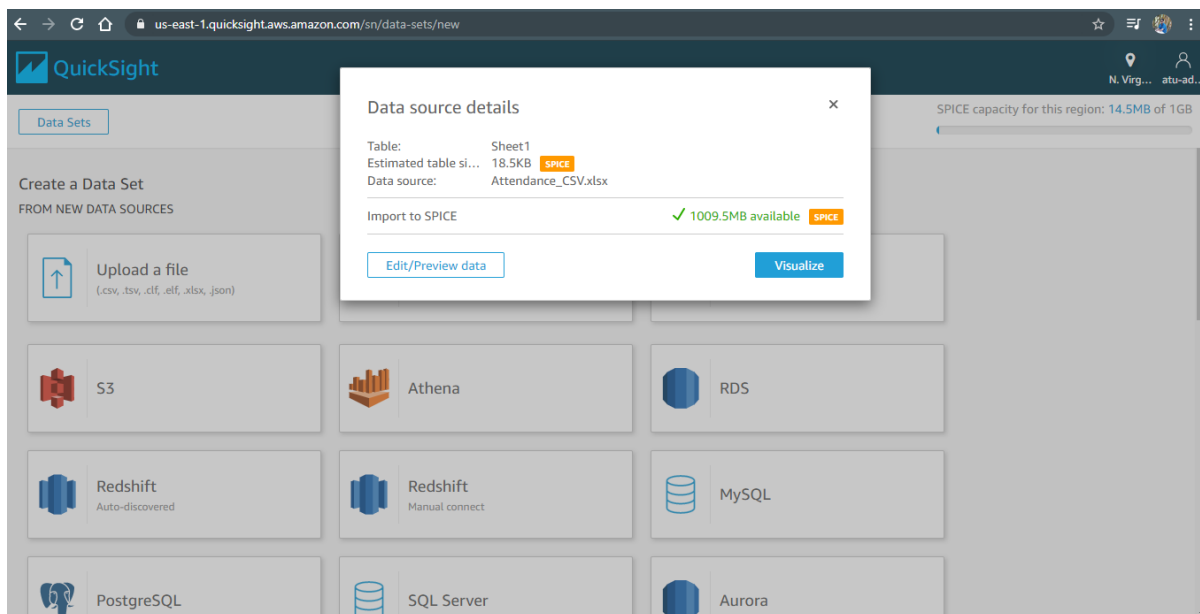 us-east-1.quicksight.aws.amazon.com/sn/data-sets/new
QuickSight
N. Virg... atu-ad...
Data Sets
SPICE capacity for this region: 14.5MB of 1GB
Data source details
Table: Sheet1
Estimated table si... 18.5KB SPICE
Data source: Attendance_CSV.xlsx
Import to SPICE 1009.5MB available SPICE
Edit/Preview data Visualize
Create a Data Set
FROM NEW DATA SOURCES
Upload a file
(.csv, .tsv, .clf, .elf, .xlsx, .json)
S3 Athena RDS
Redshift Redshift MySQL
Auto-discovered Manual connect
PostgreSQL SQL Server Aurora